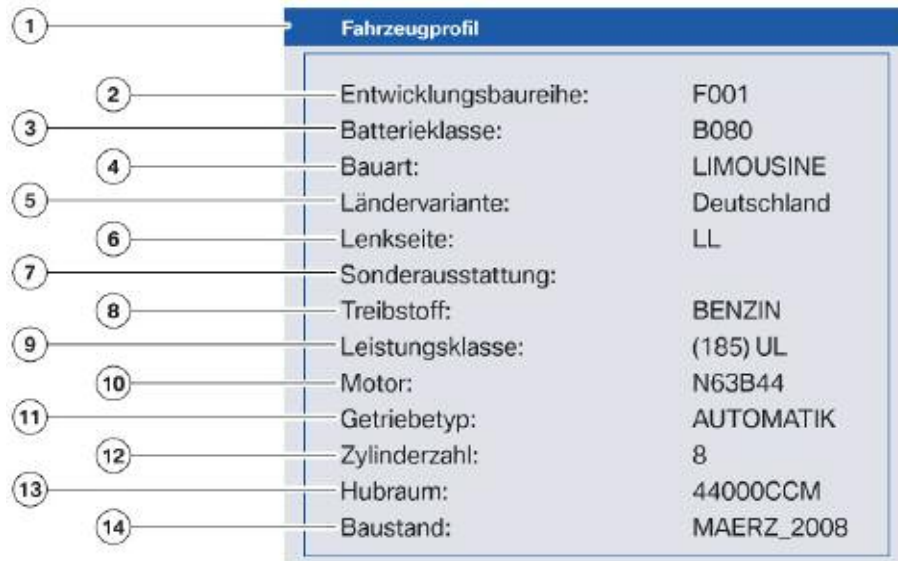 1 Fahrzeugprofil
2 Entwicklungsbaureihe: F001
3 Batterieklasse: B080
4 Bauart: LIMOUSINE
5 Ländervariante: Deutschland
6 Lenkseite: LL
7 Sonderausstattung:
8 Treibstoff: BENZIN
9 Leistungsklasse: (185) UL
10 Motor: N63B44
11 Getriebetyp: AUTOMATIK
12 Zylinderzahl: 8
13 Hubraum: 44000CCM
14 Baustand: MAERZ_2008